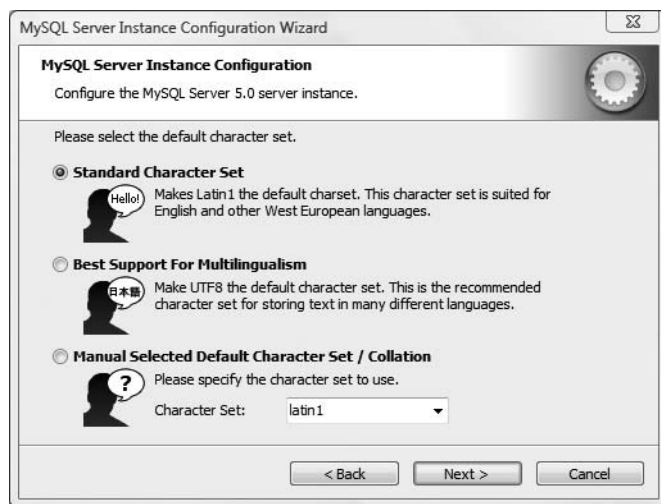 MySQL Server Instance Configuration Wizard
MySQL Server Instance Configuration
Configure the MySQL Server 5.0 server instance.
Please select the default character set.
Standard Character Set
Hello!
Makes Latin1 the default charset. This character set is suited for
English and other West European languages.
Best Support For Multilingualism
日本語
Make UTF8 the default character set. This is the recommended
character set for storing text in many different languages.
Manual Selected Default Character Set / Collation
?
Please specify the character set to use.
Character Set: latin1
< Back Next > Cancel